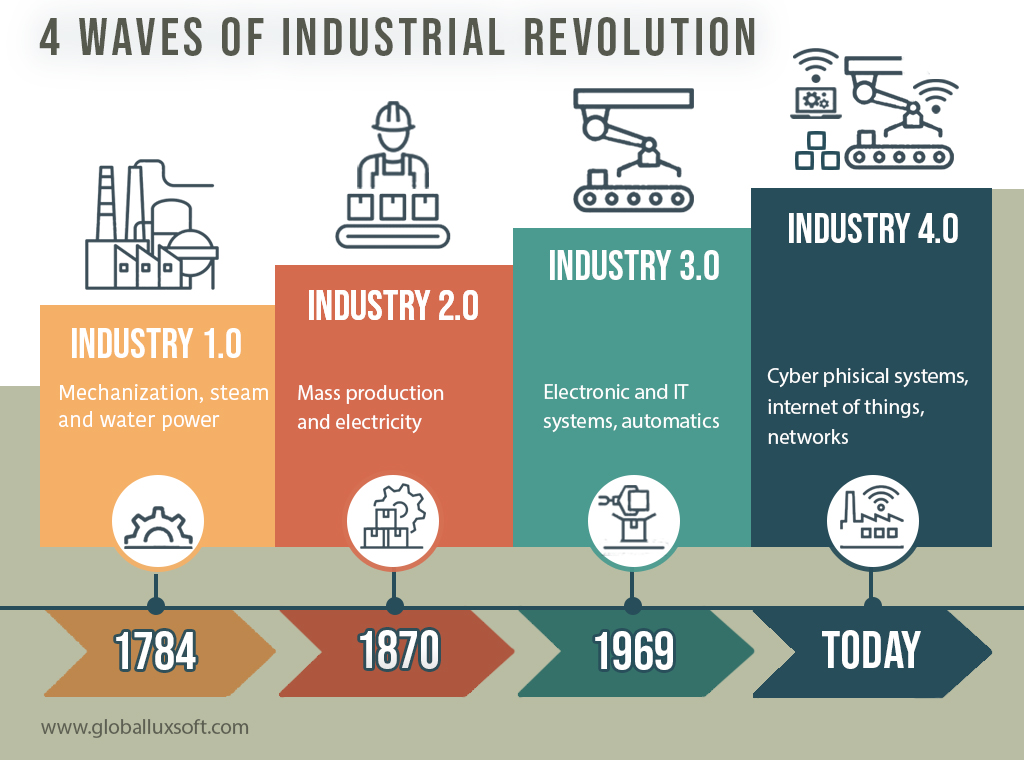 4 WAVES OF INDUSTRIAL REVOLUTION
INDUSTRY 1.0
Mechanization, steam
and water power
INDUSTRY 2.0
Mass production
and electricity
INDUSTRY 3.0
Electronic and IT
systems, automatics
INDUSTRY 4.0
Cyber phisical systems,
internet of things,
networks
1784
1870
1969
TODAY
www.globalluxsoft.com